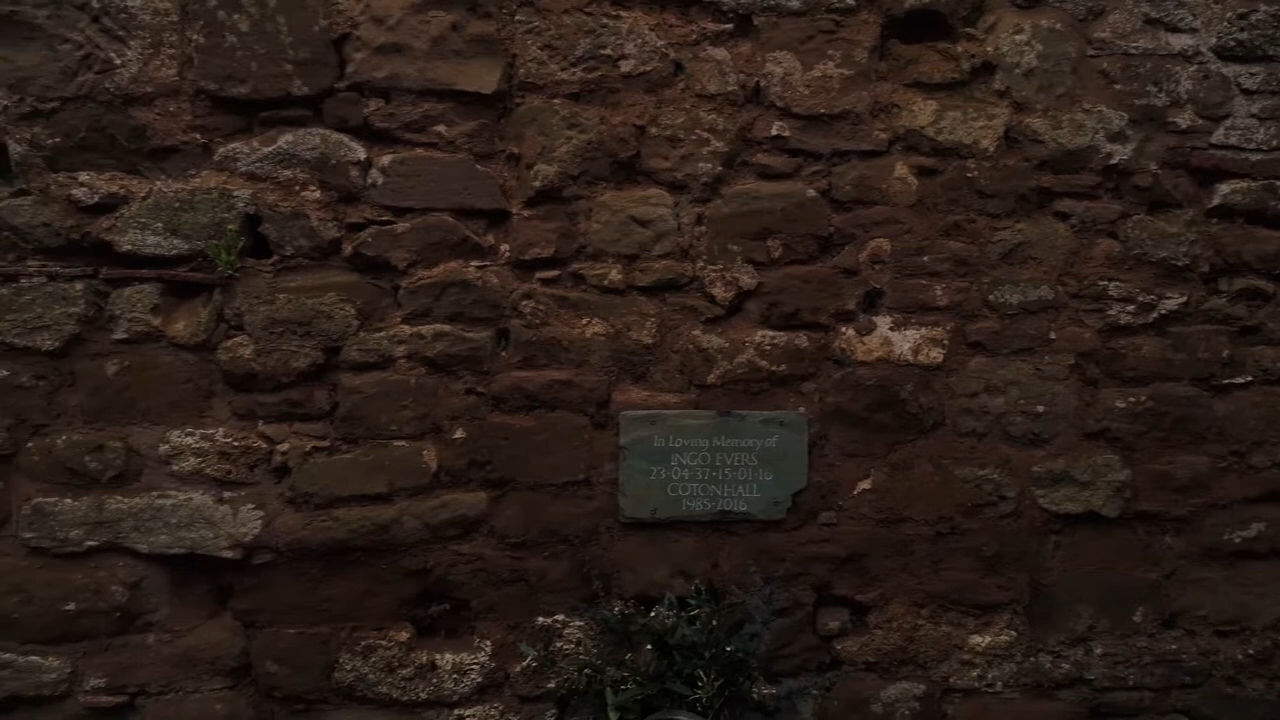 In Loving Memory of
INGO EVERS
23·04·37·15·01·16
COTON HALL
1985-2016